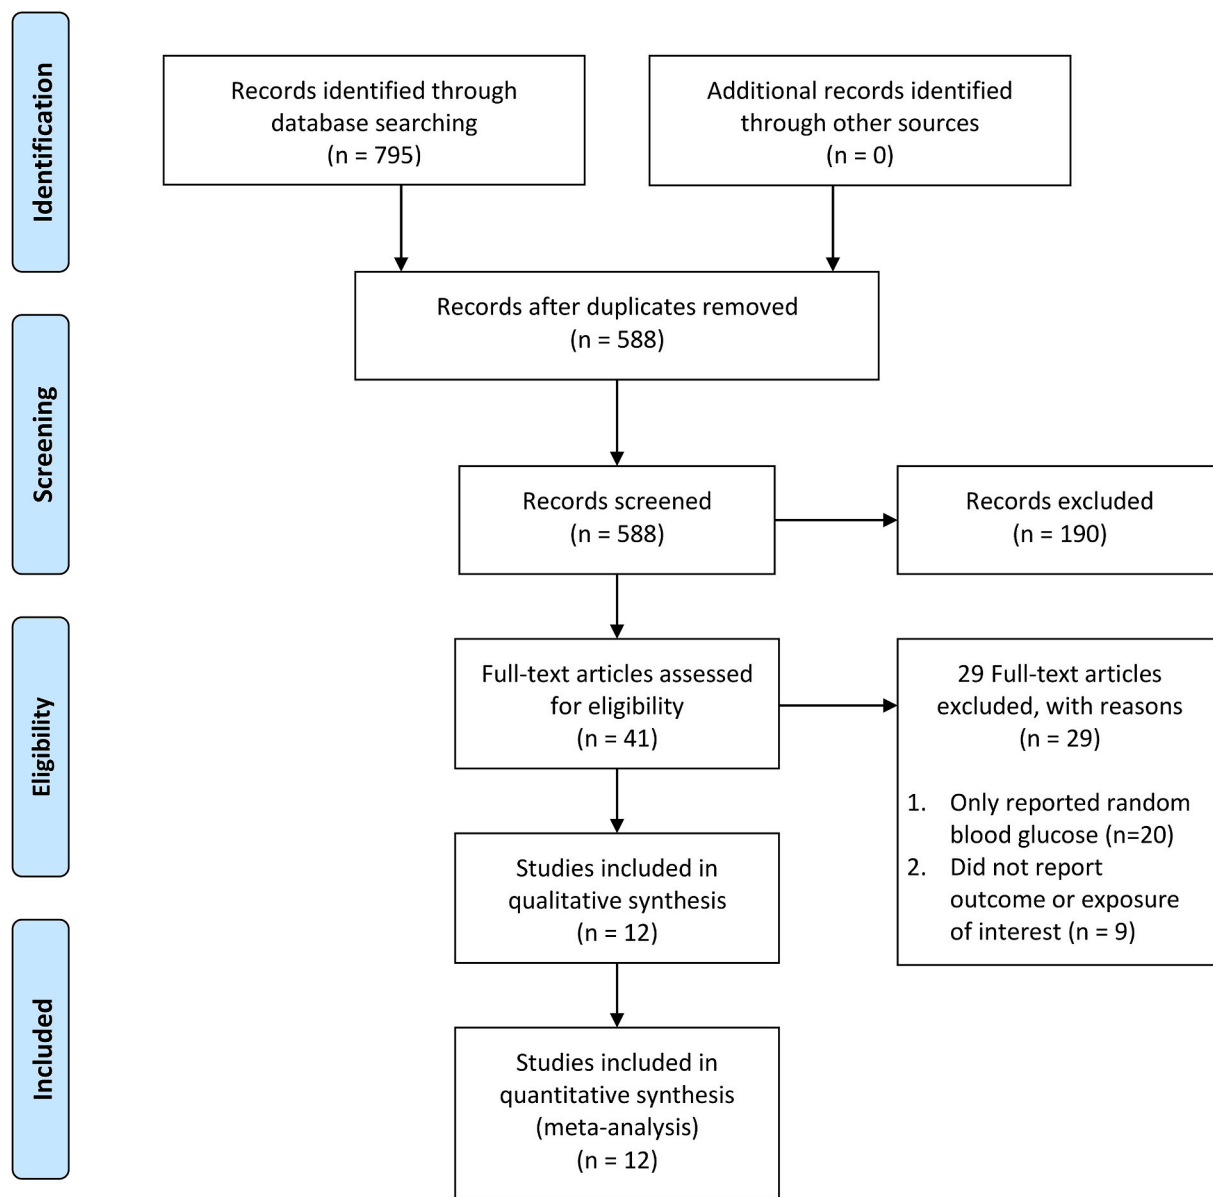 Identification
Records identified through
database searching
(n = 795)
Additional records identified
through other sources
(n = 0)
Records after duplicates removed
(n = 588)
Screening
Records screened
(n = 588)
Records excluded
(n = 190)
Eligibility
Full-text articles assessed
for eligibility
(n = 41)
29 Full-text articles
excluded, with reasons
(n = 29)
1. Only reported random
blood glucose (n=20)
2. Did not report
outcome or exposure
of interest (n = 9)
Studies included in
qualitative synthesis
(n = 12)
Included
Studies included in
quantitative synthesis
(meta-analysis)
(n = 12)